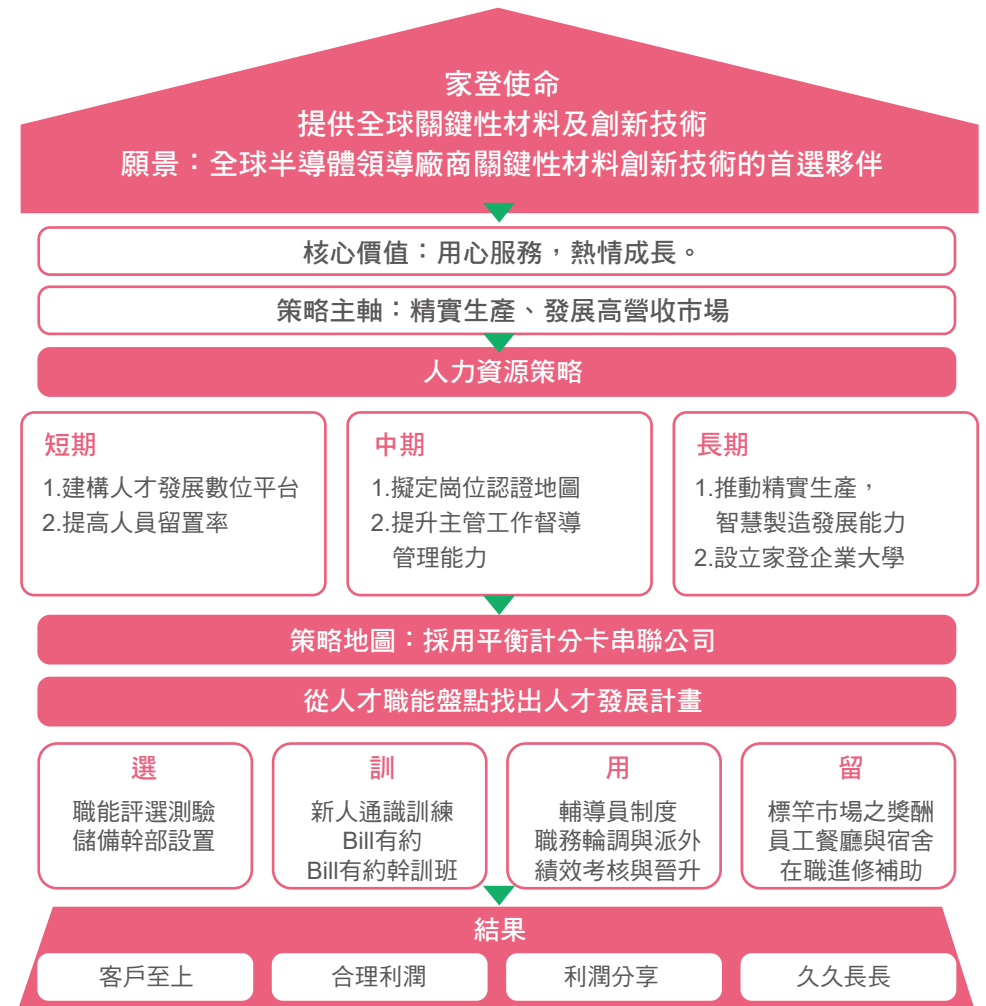 家登使命
提供全球關鍵性材料及創新技術
願景：全球半導體領導廠商關鍵性材料創新技術的首選夥伴
核心價值：用心服務，熱情成長。
策略主軸：精實生產、發展高營收市場
人力資源策略
短期
1.建構人才發展數位平台
2.提高人員留置率
中期
1.擬定崗位認證地圖
2.提升主管工作督導
管理能力
長期
1.推動精實生產，
智慧製造發展能力
2.設立家登企業大學
策略地圖：採用平衡計分卡串聯公司
從人才職能盤點找出人才發展計畫
選
職能評選測驗
儲備幹部設置
訓
新人通識訓練
Bill有約
Bill有約幹訓班
用
輔導員制度
職務輪調與派外
績效考核與晉升
留
標竿市場之獎酬
員工餐廳與宿舍
在職進修補助
結果
客戶至上
合理利潤
利潤分享
久久長長